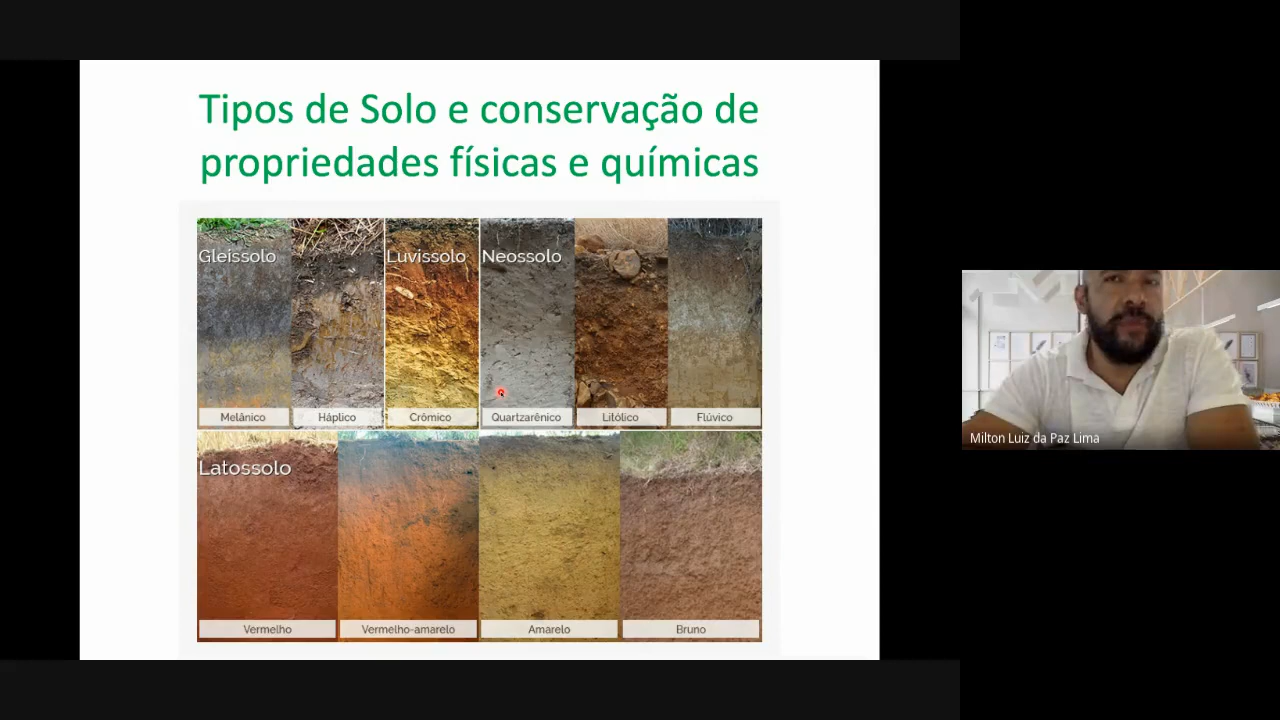 Tipos de Solo e conservação de
propriedades físicas e químicas
Gleissolo
Luvissolo
Neossolo
Melânico
Háplico
Crômico
Quartzarênico
Litólico
Flúvico
Latossolo
Vermelho
Vermelho-amarelo
Amarelo
Bruno
Milton Luiz da Paz Lima